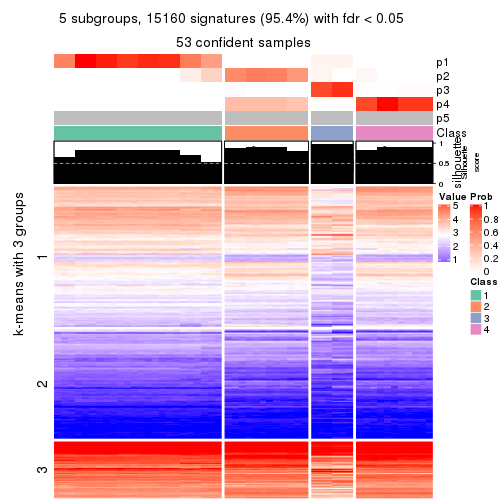 5 subgroups, 15160 signatures (95.4%) with fdr < 0.05
53 confident samples
p1
p2
p3
p4
p5
Class
1
0.5
0
silhouette
Silhouette
score
k-means with 3 groups
1
2
3
Value
5
4
3
2
1
Prob
1
0.8
0.6
0.4
0.2
0
Class
1
2
3
4